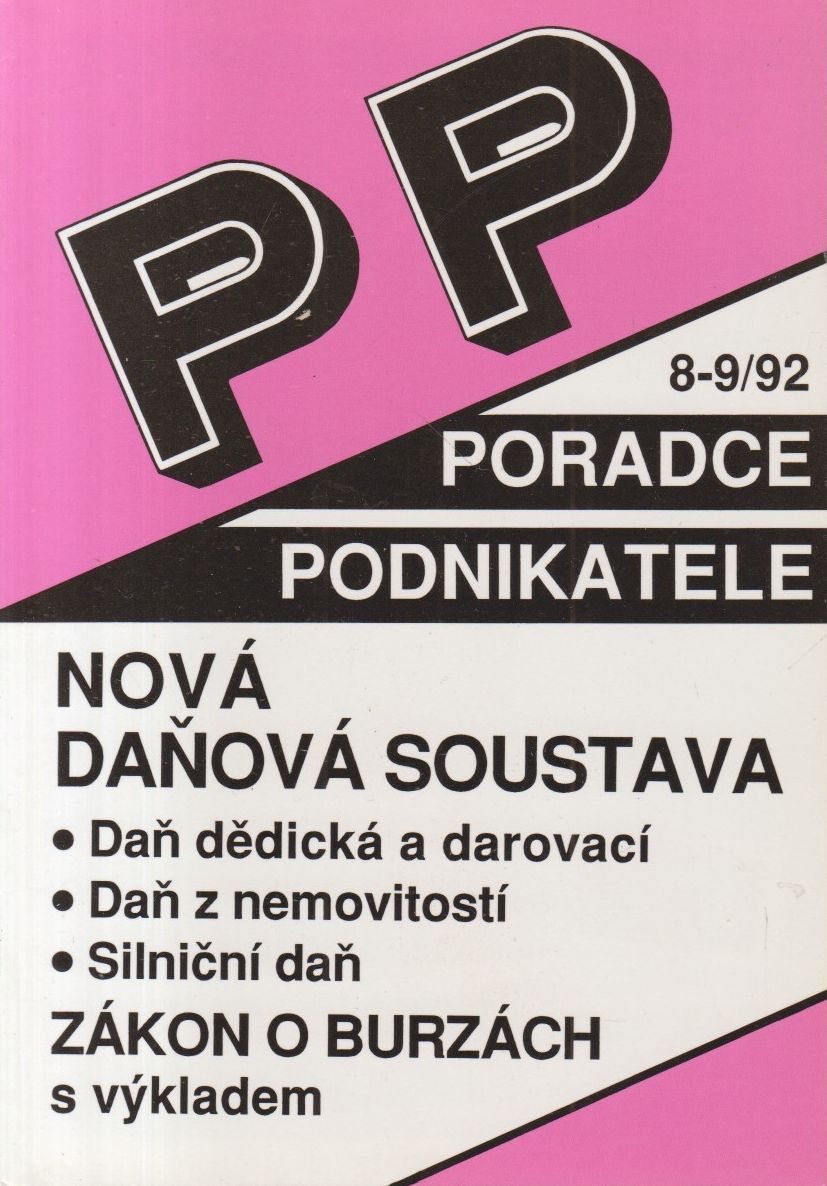 PP
8-9/92
PORADCE
PODNIKATELE
NOVÁ
DAŇOVÁ SOUSTAVA
• Daň dědická a darovací
• Daň z nemovitostí
• Silniční daň
ZÁKON O BURZÁCH
s výkladem